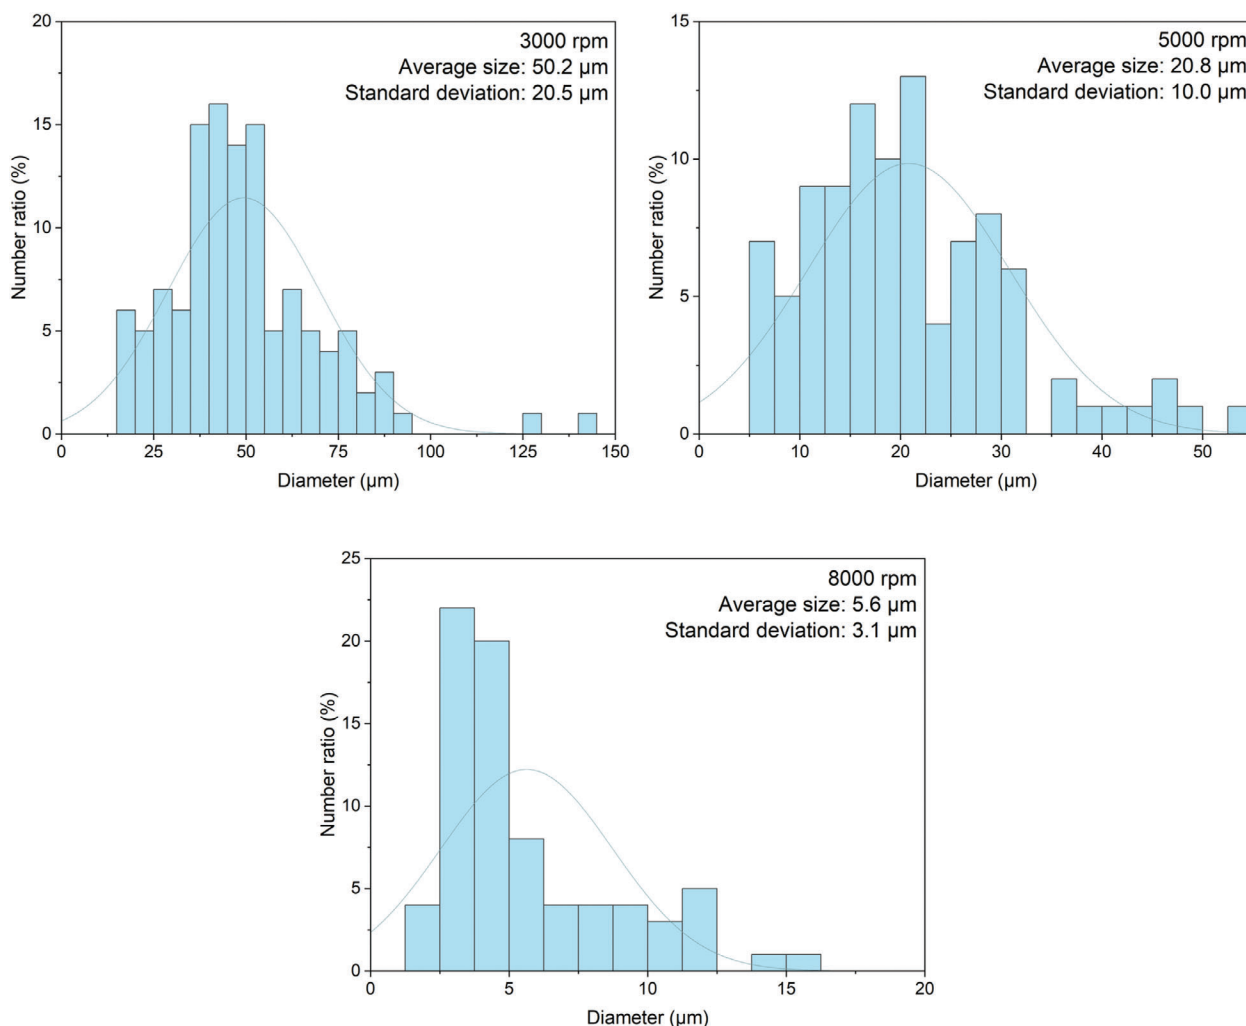 3000 rpm
Average size: 50.2 µm
Standard deviation: 20.5 µm
Number ratio (%)
20
15
10
5
0
0 25 50 75 100 125 150
Diameter (µm)
5000 rpm
Average size: 20.8 µm
Standard deviation: 10.0 µm
Number ratio (%)
15
10
5
0
0 10 20 30 40 50
Diameter (µm)
8000 rpm
Average size: 5.6 µm
Standard deviation: 3.1 µm
Number ratio (%)
25
20
15
10
5
0
0 5 10 15 20
Diameter (µm)